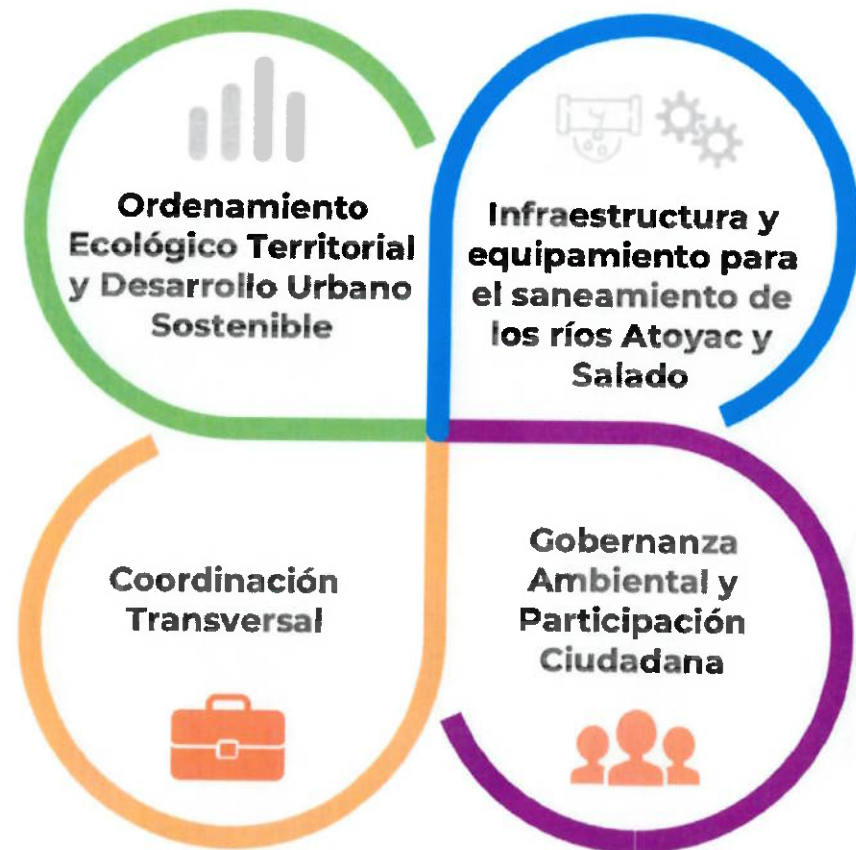 Ordenamiento
Ecológico Territorial
y Desarrollo Urbano
Sostenible
Infraestructura y
equipamiento para
el saneamiento de
los ríos Atoyac y
Salado
Coordinación
Transversal
Gobernanza
Ambiental y
Participación
Ciudadana